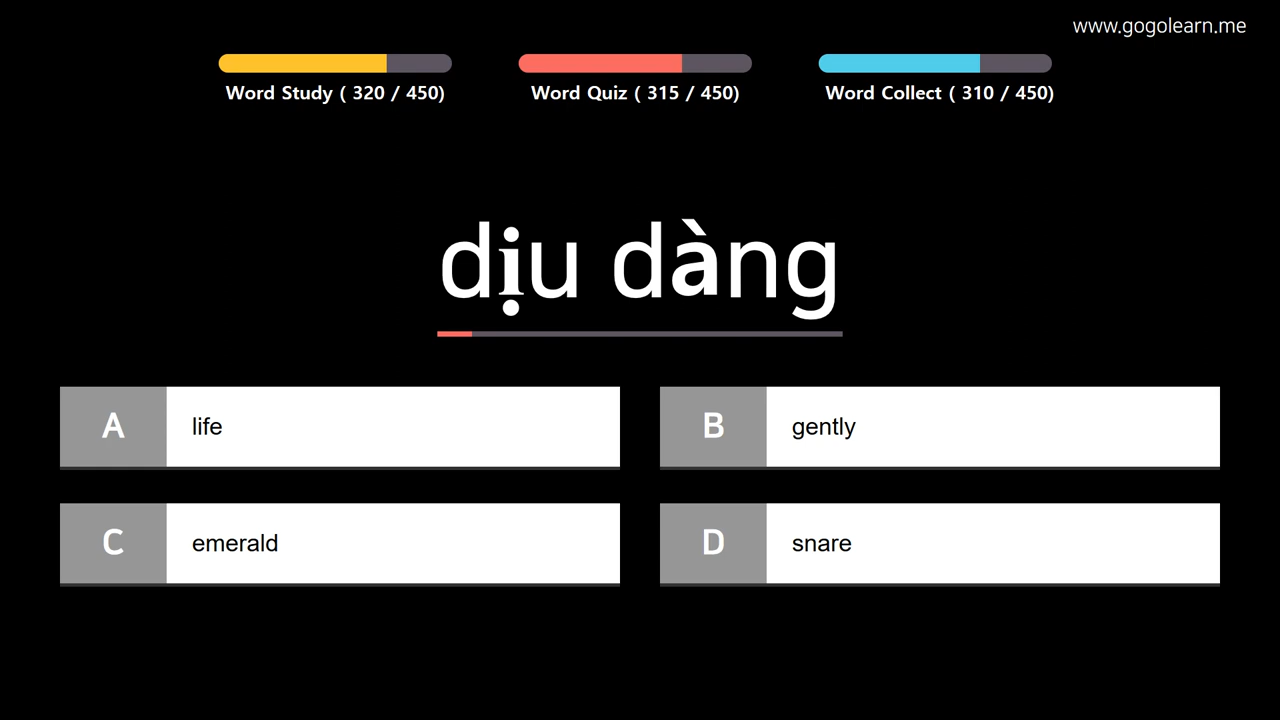 www.gogolearn.me
Word Study ( 320 / 450)
Word Quiz ( 315 / 450)
Word Collect ( 310 / 450)
dịu dàng
A life
B gently
C emerald
D snare